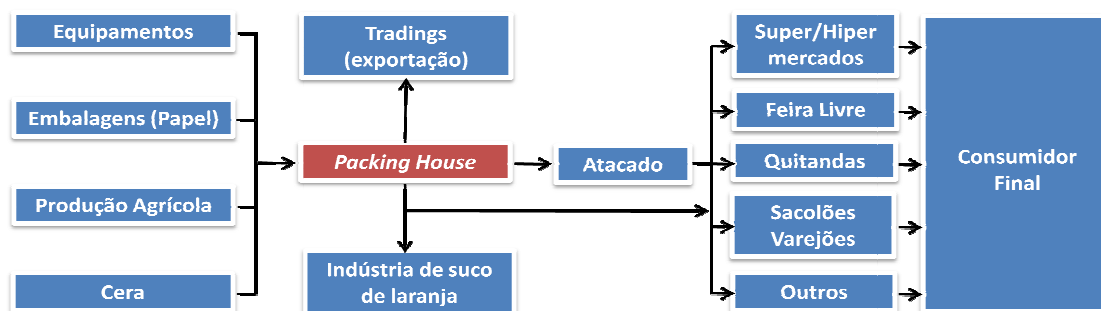 Equipamentos
Embalagens (Papel)
Produção Agrícola
Cera
Tradings
(exportação)
Packing House
Indústria de suco
de laranja
Atacado
Super/Hiper
mercados
Feira Livre
Quitandas
Sacolões
Varejões
Outros
Consumidor
Final